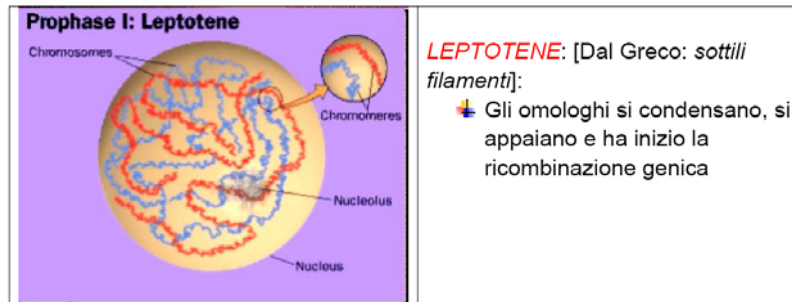 Prophase I: Leptotene
Chromosomes
Chromomeres
Nucleolus
Nucleus
LEPTOTENE: [Dal Greco: sottili
filamenti]:
Gli omologhi si condensano, si
appaiano e ha inizio la
ricombinazione genica